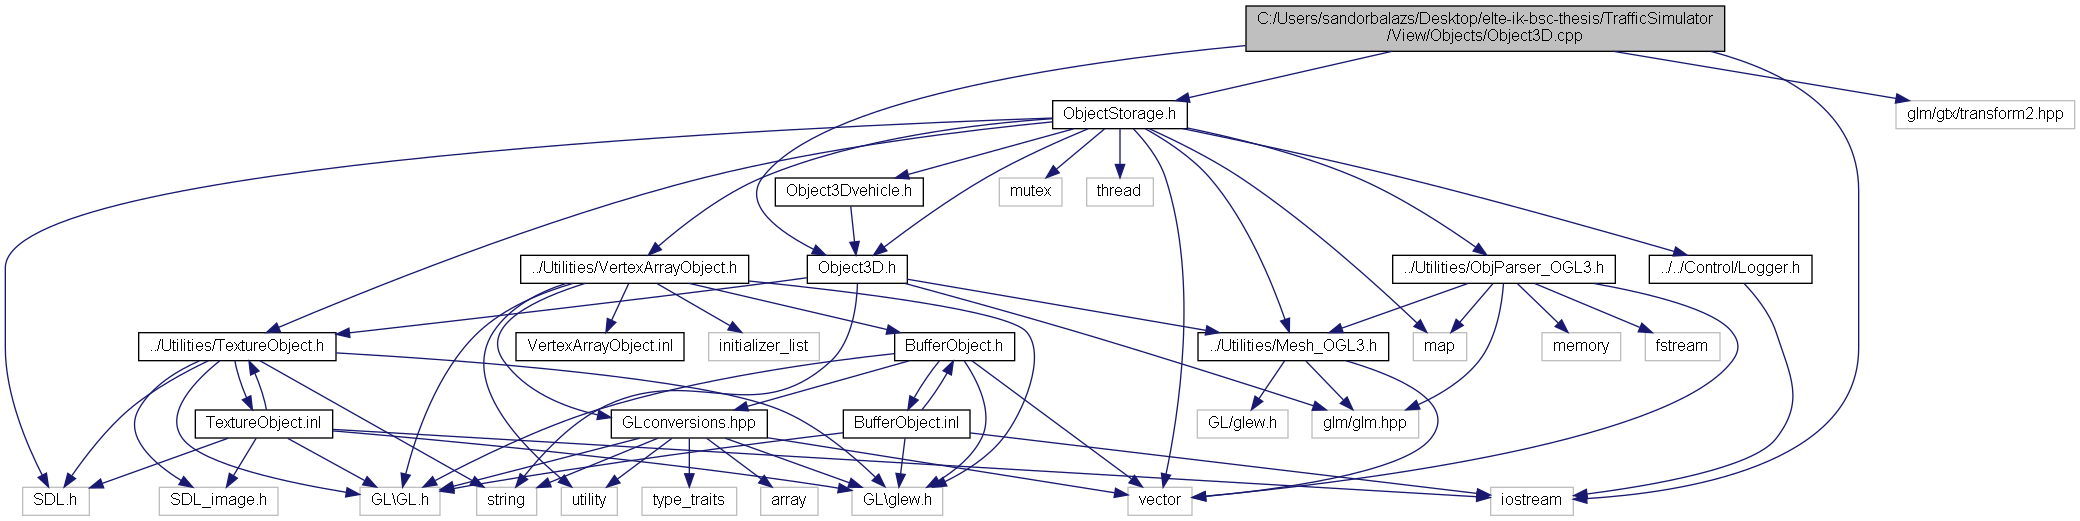 C:/Users/sandorbalazs/Desktop/elte-ik-bsc-thesis/TrafficSimulator
/View/Objects/Object3D.cpp
ObjectStorage.h
glm/gtx/transform2.hpp
Object3Dvehicle.h
mutex
thread
../Utilities/VertexArrayObject.h
Object3D.h
../Utilities/ObjParser_OGL3.h
../../Control/Logger.h
../Utilities/TextureObject.h
VertexArrayObject.inl
initializer_list
BufferObject.h
../Utilities/Mesh_OGL3.h
map
memory
fstream
TextureObject.inl
GLconversions.hpp
BufferObject.inl
GL/glew.h
glm/glm.hpp
SDL.h
SDL_image.h
GL\GL.h
string
utility
type_traits
array
GL\glew.h
vector
iostream